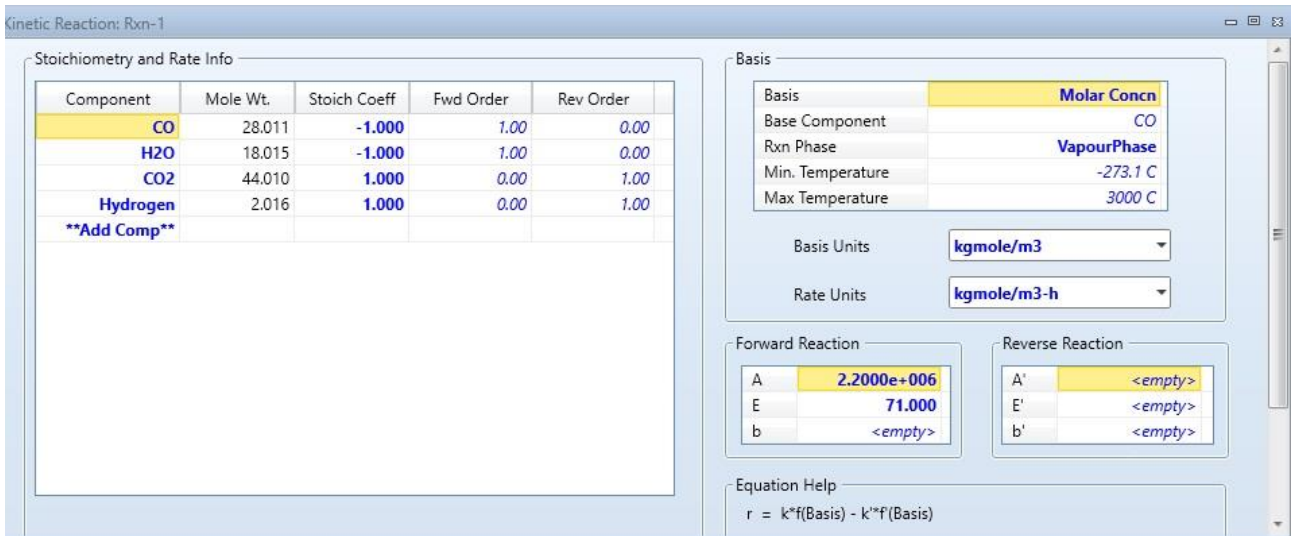 Kinetic Reaction: Rxn-1
Stoichiometry and Rate Info
Component Mole Wt. Stoich Coeff Fwd Order Rev Order
CO 28.011 -1.000 1.00 0.00
H2O 18.015 -1.000 1.00 0.00
CO2 44.010 1.000 0.00 1.00
Hydrogen 2.016 1.000 0.00 1.00
**Add Comp**
Basis
Basis Molar Concn
Base Component CO
Rxn Phase VapourPhase
Min. Temperature -273.1 C
Max Temperature 3000 C
Basis Units kgmole/m3
Rate Units kgmole/m3-h
Forward Reaction
A 2.2000e+006
E 71.000
b <empty>
Reverse Reaction
A' <empty>
E' <empty>
b' <empty>
Equation Help
r = k*f(Basis) - k'*f'(Basis)